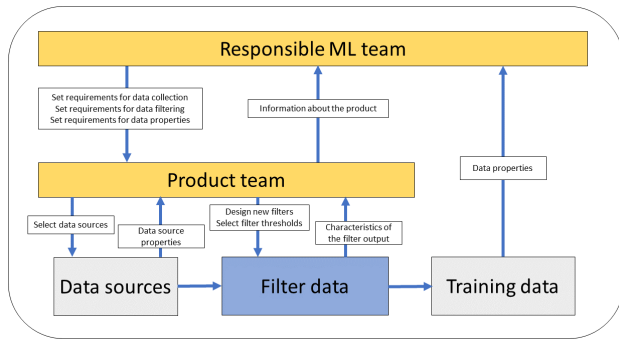 Responsible ML team
Set requirements for data collection
Set requirements for data filtering
Set requirements for data properties
Information about the product
Data properties
Product team
Select data sources
Data source
properties
Design new filters
Select filter thresholds
Characteristics of
the filter output
Data sources
Filter data
Training data